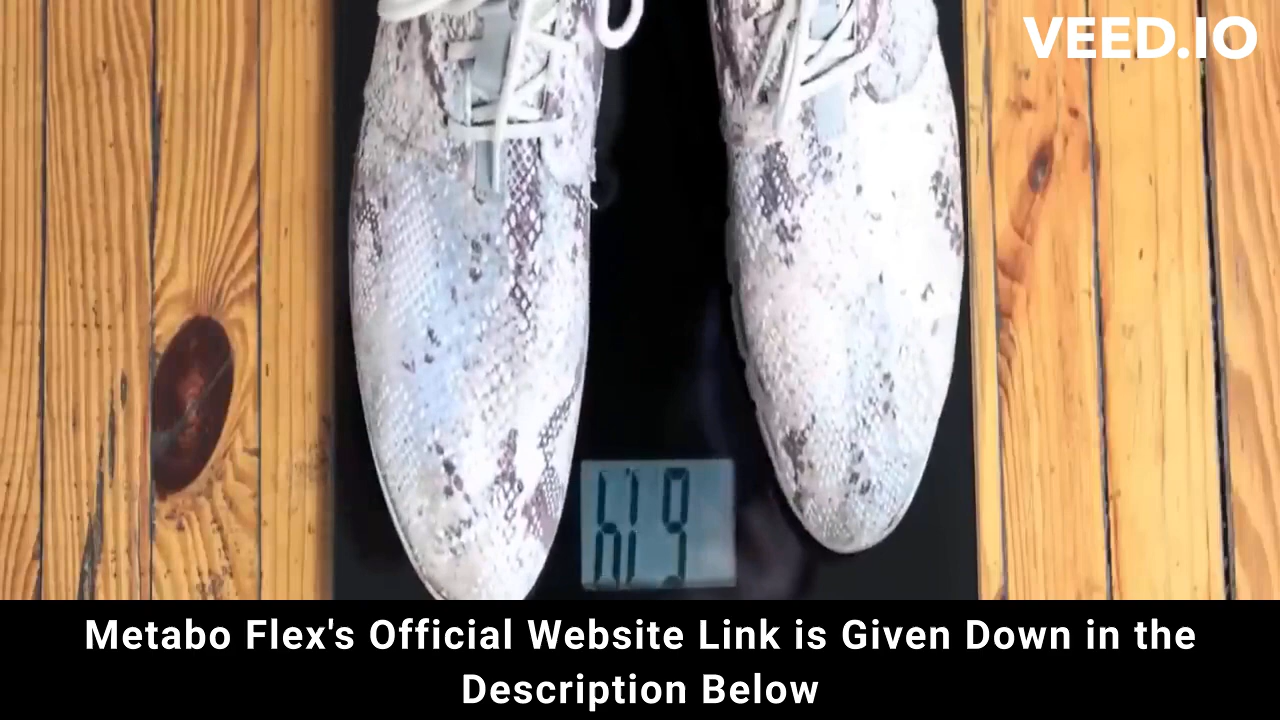 VEED.IO
Metabo Flex's Official Website Link is Given Down in the
Description Below